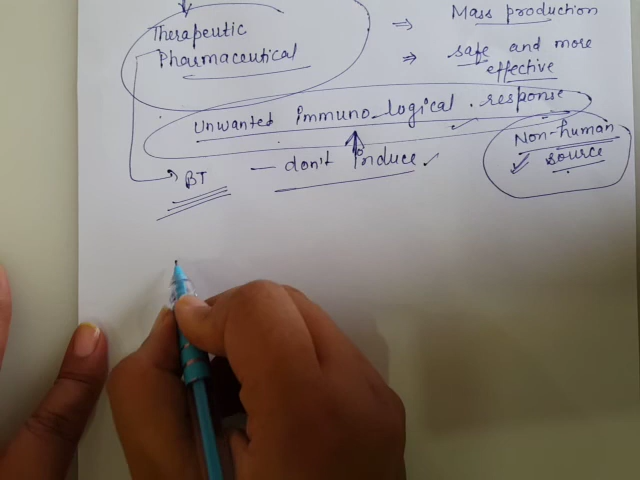 Therapeutic ⇒ Mass production
Pharmaceutical ⇒ safe and more
effective
Unwanted immuno-logical response
Non-human
source
BT — don't induce